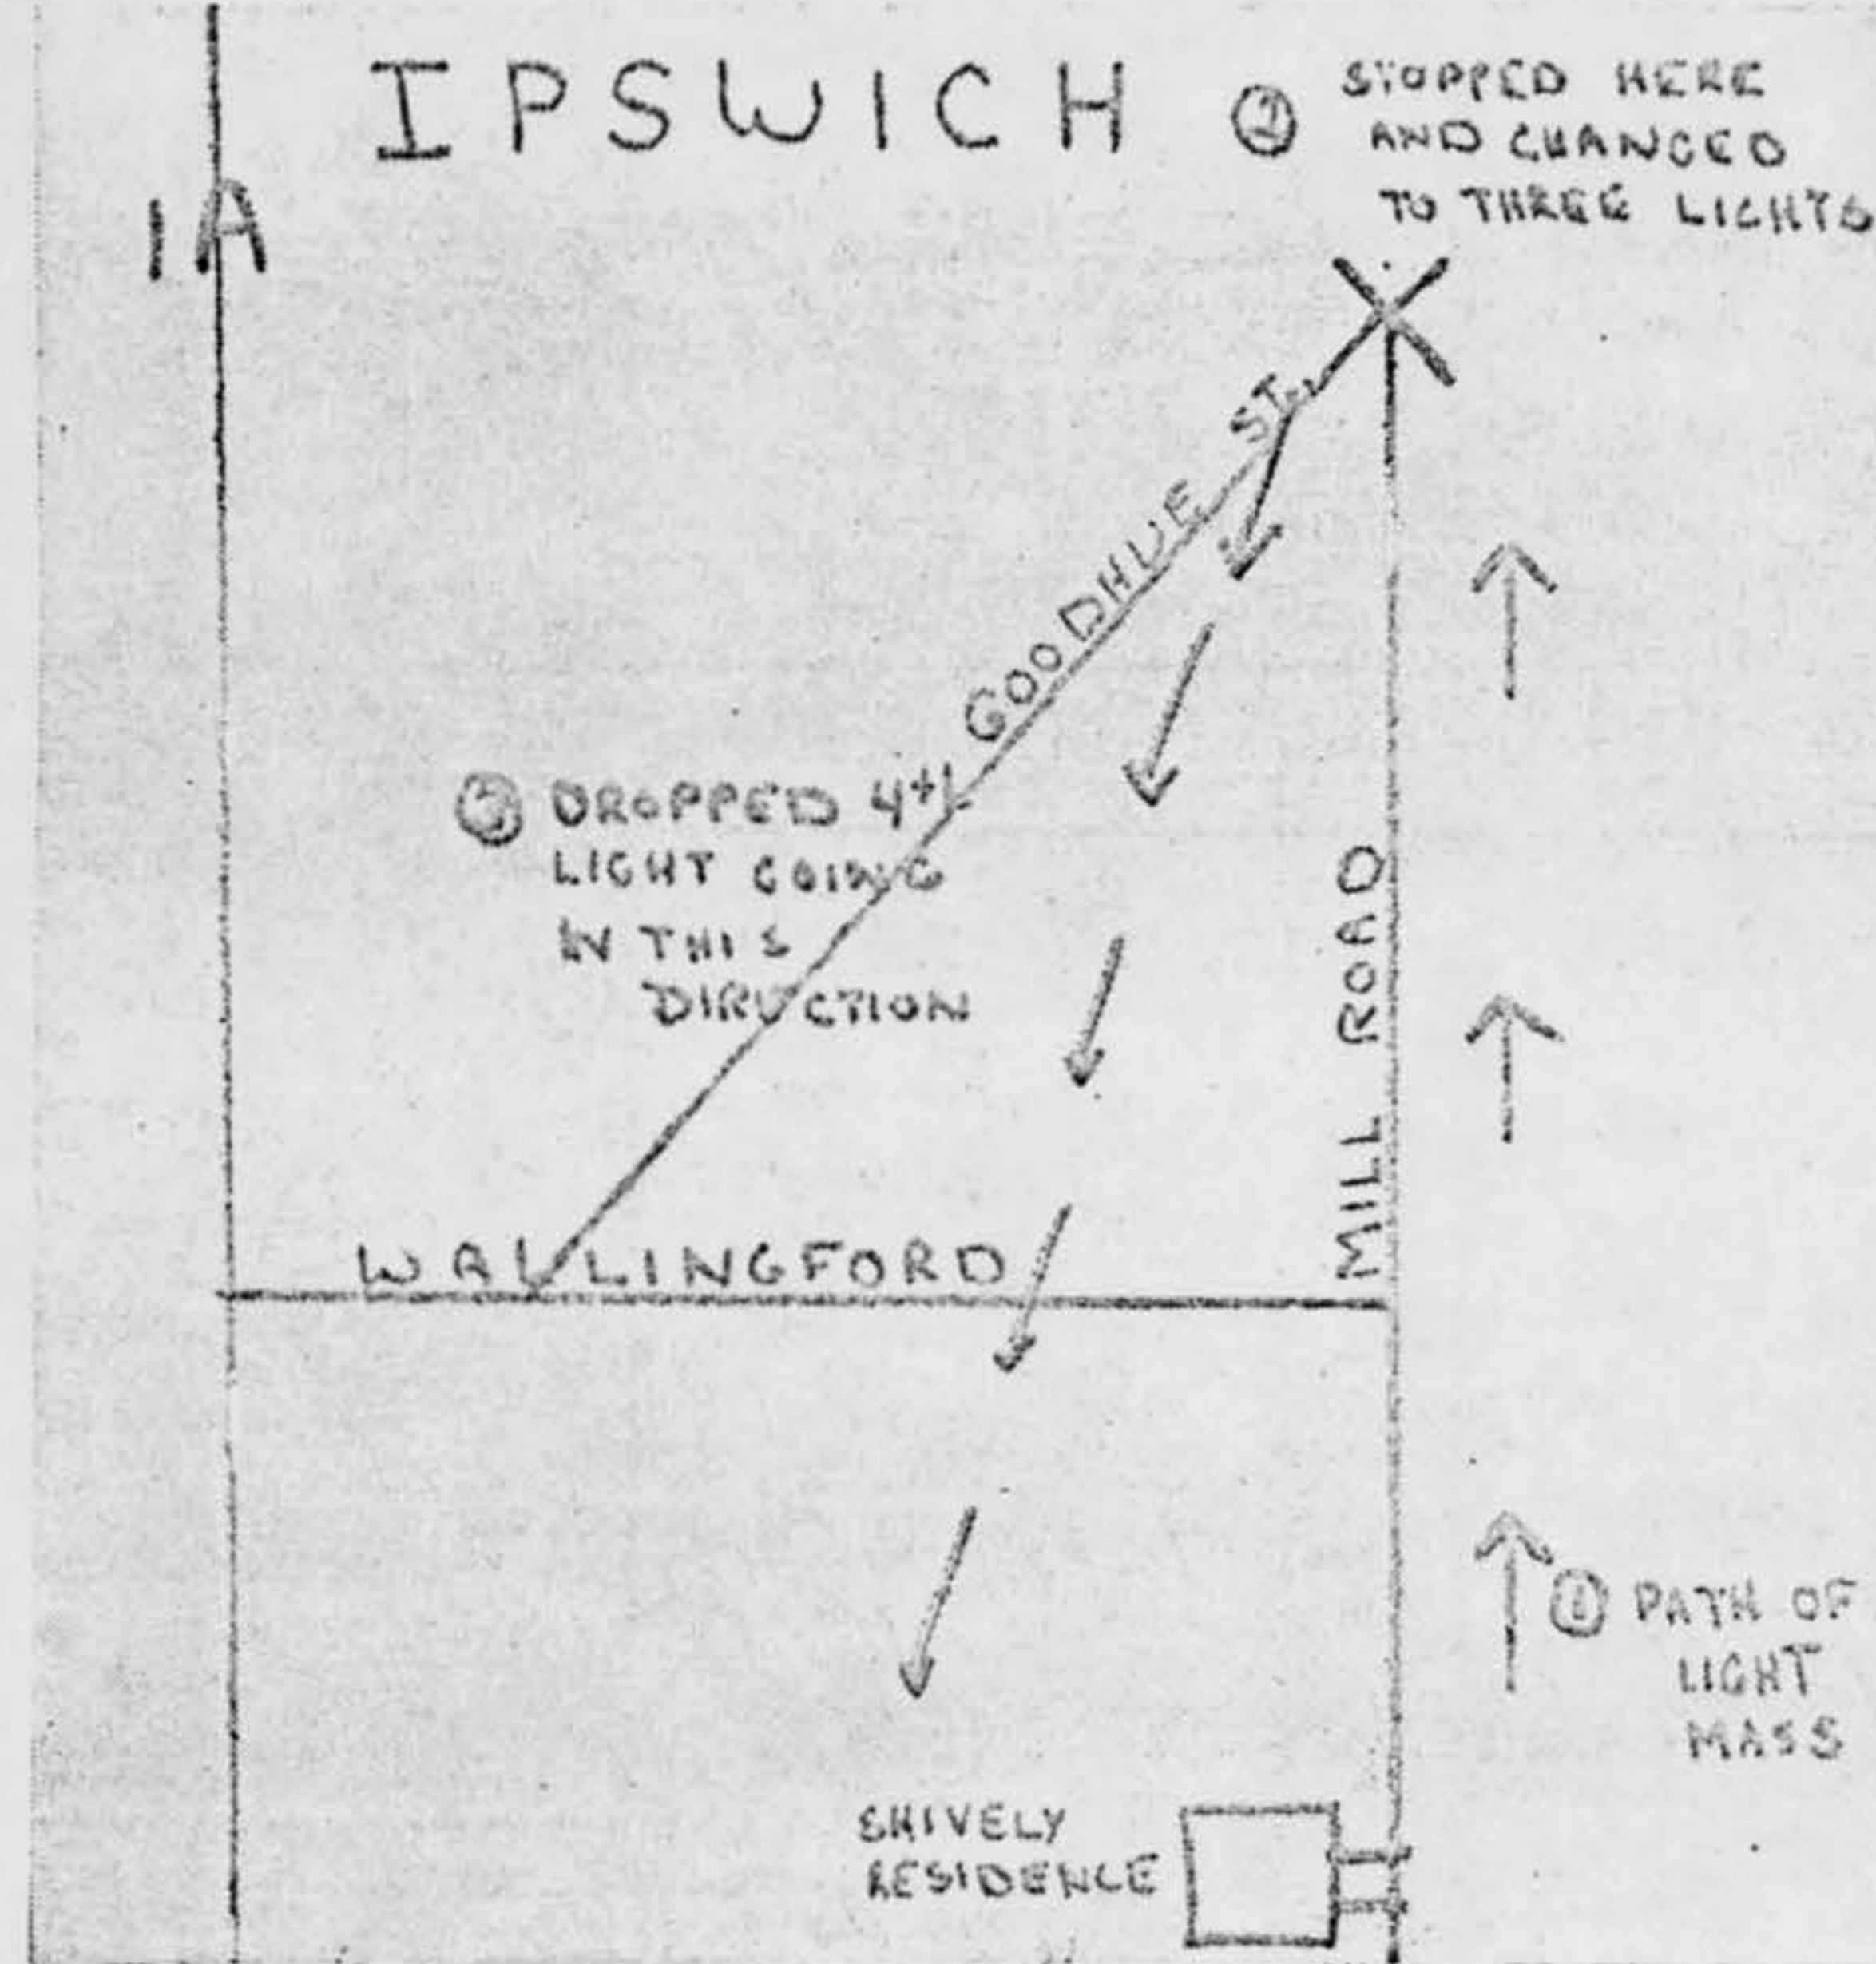 IPSWICH
② STOPPED HERE
AND CHANGED
TO THREE LIGHTS
1A
GOODHUE ST.
③ DROPPED 4th
LIGHT GOING
IN THIS
DIRECTION
MILL ROAD
WALLINGFORD
① PATH OF
LIGHT
MASS
SHIVELY
RESIDENCE